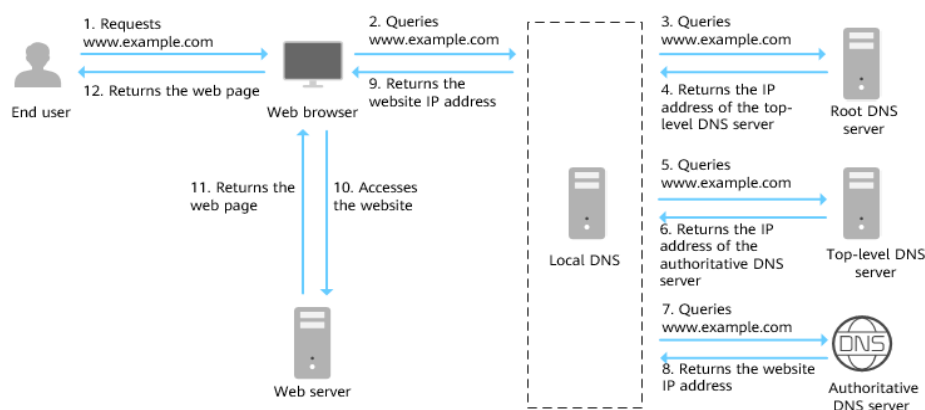 1. Requests
www.example.com
2. Queries
www.example.com
3. Queries
www.example.com
12. Returns the web page
9. Returns the
website IP address
4. Returns the IP
address of the top-
level DNS server
End user
Web browser
Root DNS
server
11. Returns the
web page
10. Accesses
the website
5. Queries
www.example.com
6. Returns the IP
address of the
authoritative DNS
server
Local DNS
Top-level DNS
server
7. Queries
www.example.com
DNS
8. Returns the website
IP address
Web server
Authoritative
DNS server